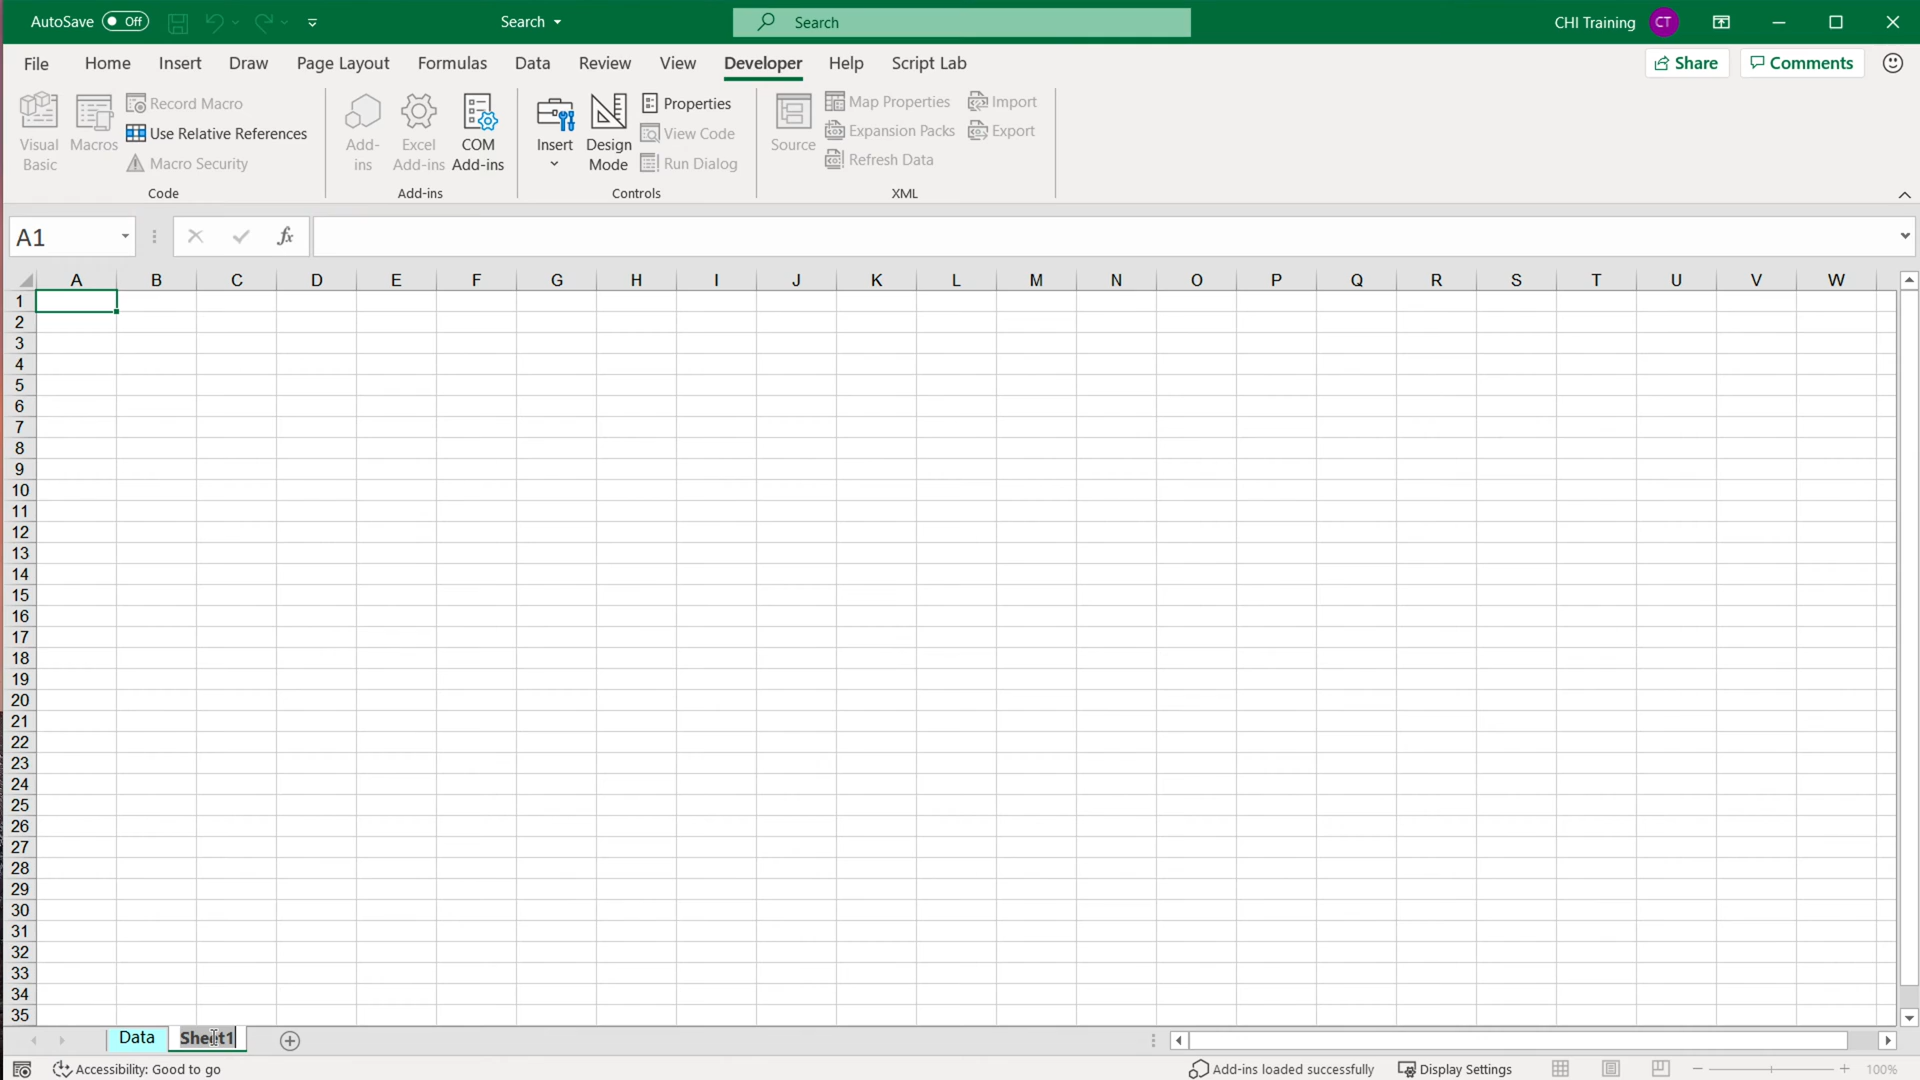 AutoSave Off Search Search CHI Training CT
File Home Insert Draw Page Layout Formulas Data Review View Developer Help Script Lab Share Comments
Visual Basic
Macros
Record Macro
Use Relative References
Macro Security
Code
Add-ins
Excel Add-ins
COM Add-ins
Add-ins
Insert
Design Mode
Properties
View Code
Run Dialog
Controls
Source
Map Properties
Expansion Packs
Refresh Data
Import
Export
XML
A1 fx
A B C D E F G H I J K L M N O P Q R S T U V W
1
2
3
4
5
6
7
8
9
10
11
12
13
14
15
16
17
18
19
20
21
22
23
24
25
26
27
28
29
30
31
32
33
34
35
Data Sheet1
Accessibility: Good to go Add-ins loaded successfully Display Settings 100%